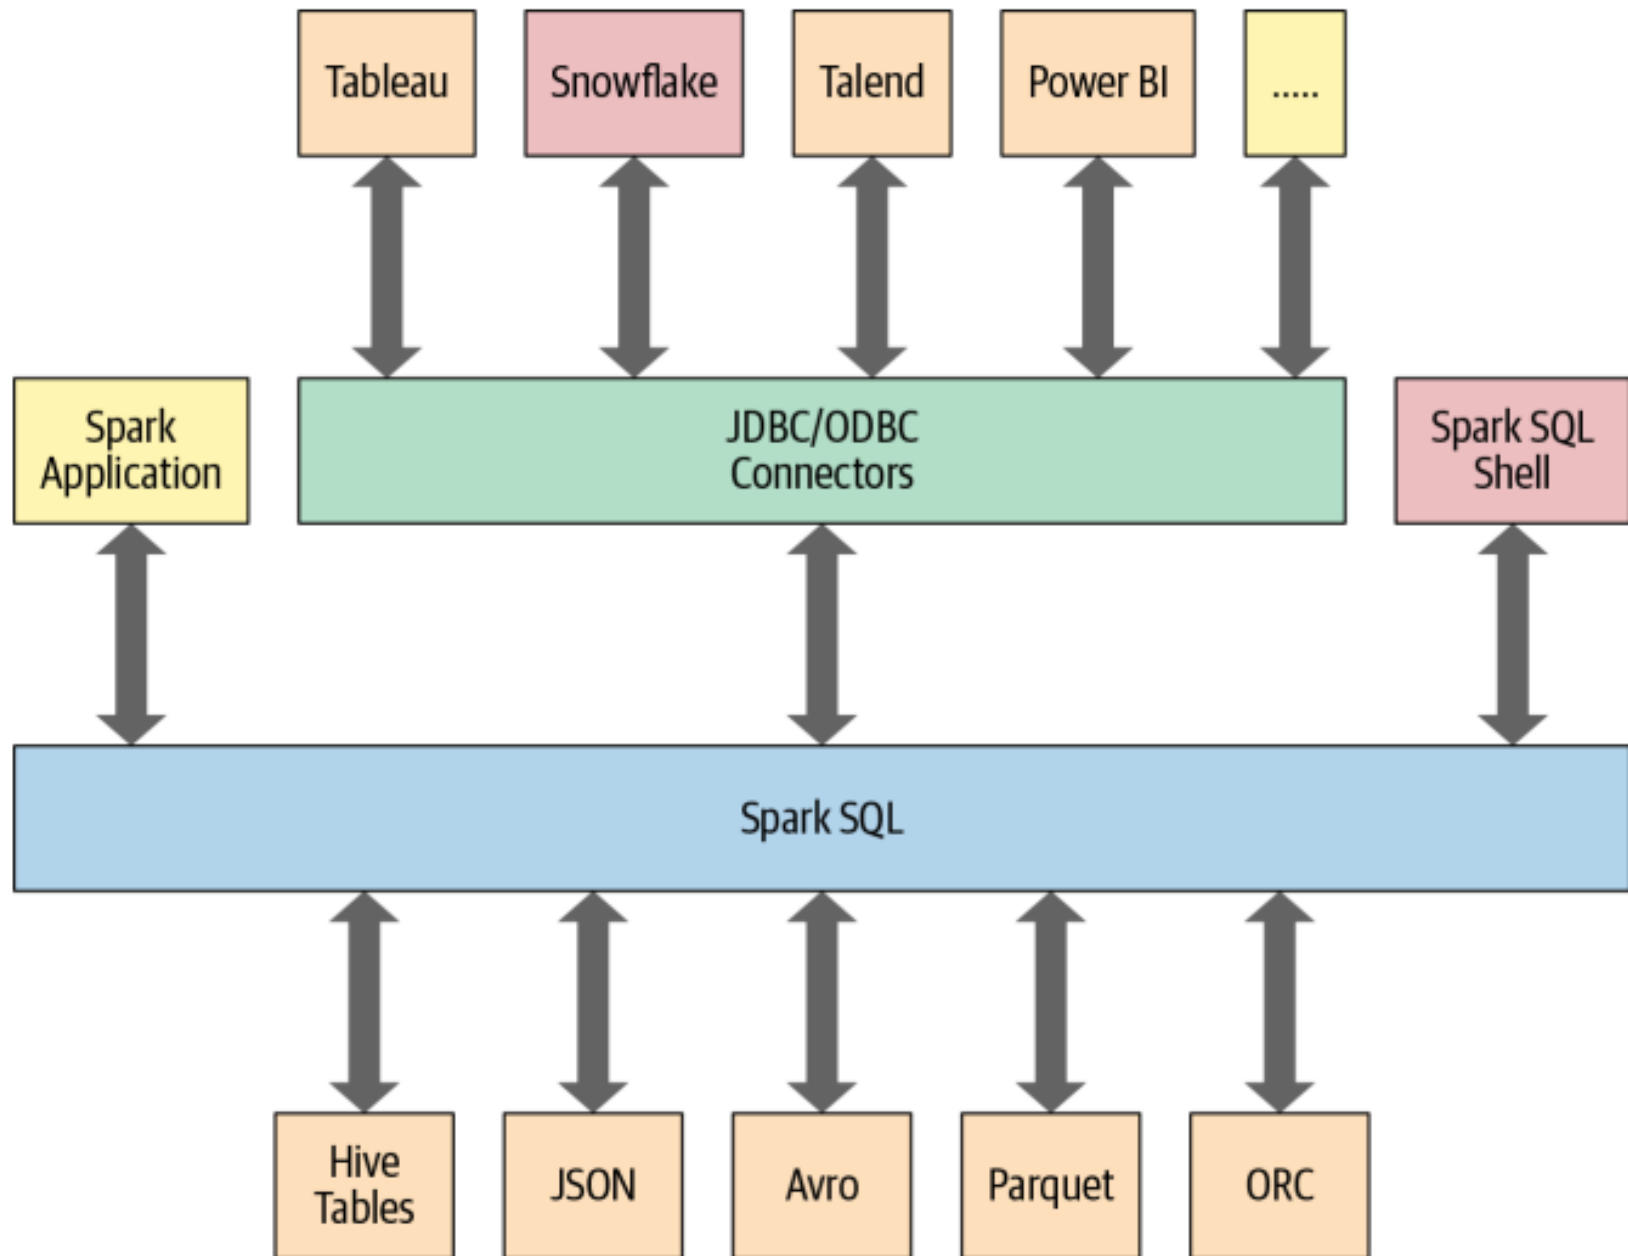 Tableau
Snowflake
Talend
Power BI
.....
Spark
Application
JDBC/ODBC
Connectors
Spark SQL
Shell
Spark SQL
Hive
Tables
JSON
Avro
Parquet
ORC